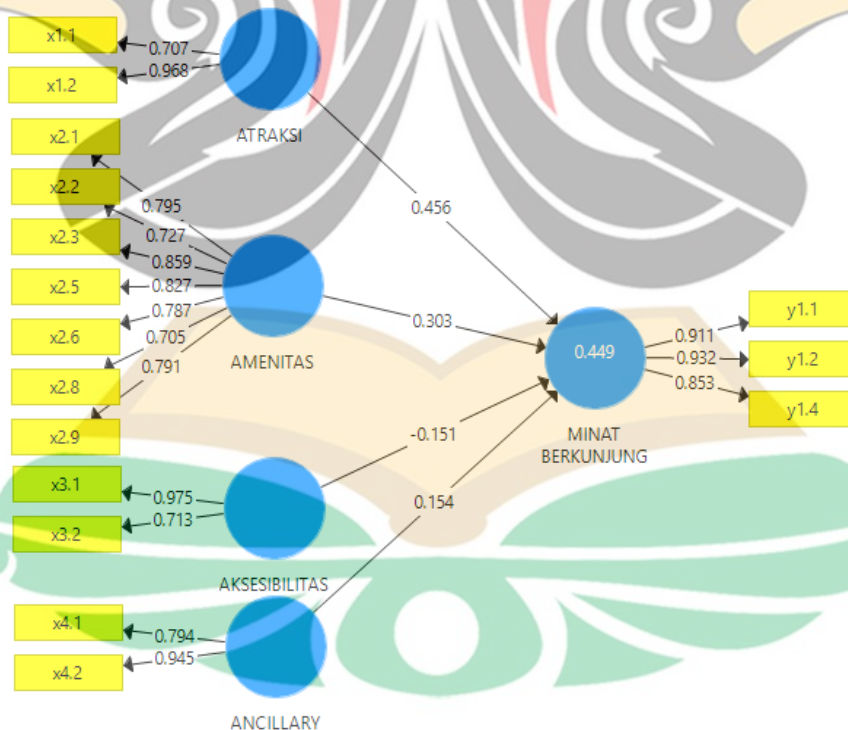 x1.1
0.707
0.968
x1.2
ATRAKSI
x2.1
x2.2
0.795
0.727
x2.3
0.859
x2.5
0.827
0.787
x2.6
0.705
0.791
x2.8
x2.9
AMENITAS
0.456
0.303
0.449
0.911
y1.1
0.932
y1.2
0.853
y1.4
MINAT
BERKUNJUNG
-0.151
0.154
x3.1
0.975
0.713
x3.2
AKSESIBILITAS
x4.1
0.794
0.945
x4.2
ANCILLARY